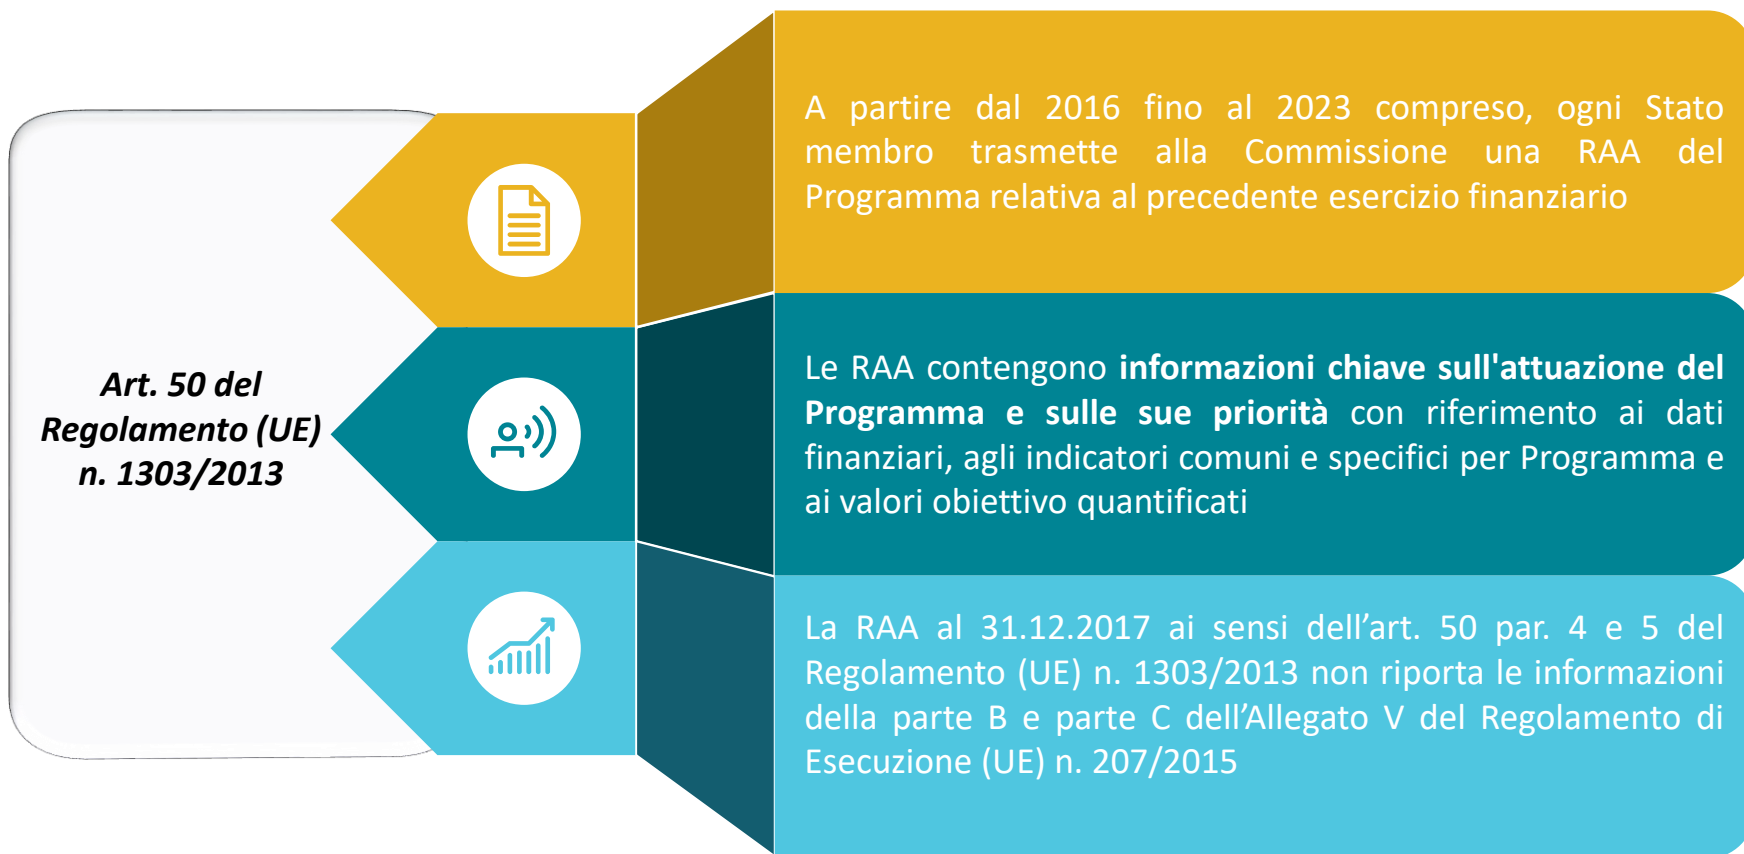 Art. 50 del
Regolamento (UE)
n. 1303/2013
A partire dal 2016 fino al 2023 compreso, ogni Stato
membro trasmette alla Commissione una RAA del
Programma relativa al precedente esercizio finanziario
Le RAA contengono informazioni chiave sull'attuazione del
Programma e sulle sue priorità con riferimento ai dati
finanziari, agli indicatori comuni e specifici per Programma e
ai valori obiettivo quantificati
La RAA al 31.12.2017 ai sensi dell’art. 50 par. 4 e 5 del
Regolamento (UE) n. 1303/2013 non riporta le informazioni
della parte B e parte C dell’Allegato V del Regolamento di
Esecuzione (UE) n. 207/2015